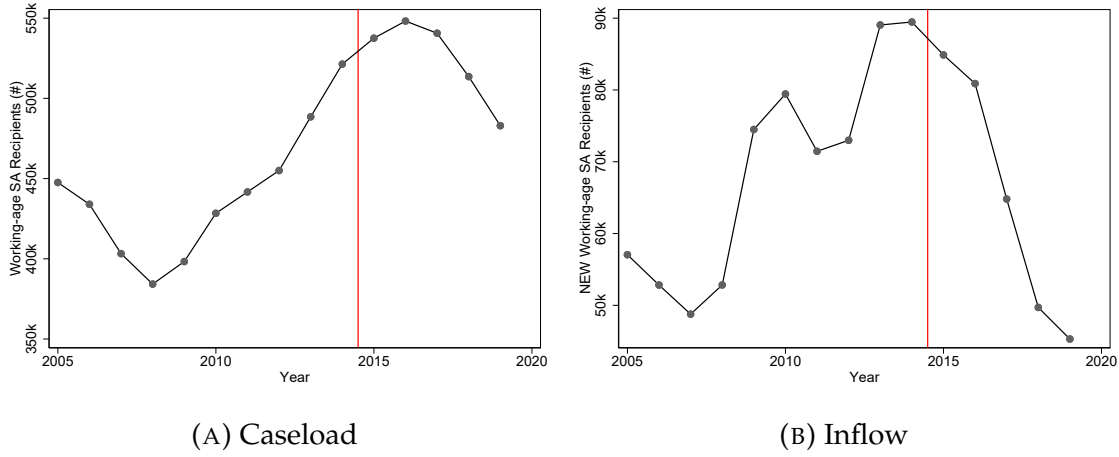 Working-age SA Recipients (#)
550k
500k
450k
400k
350k
2005
2010
2015
2020
Year
(A) Caseload
NEW Working-age SA Recipients (#)
90k
80k
70k
60k
50k
2005
2010
2015
2020
Year
(B) Inflow